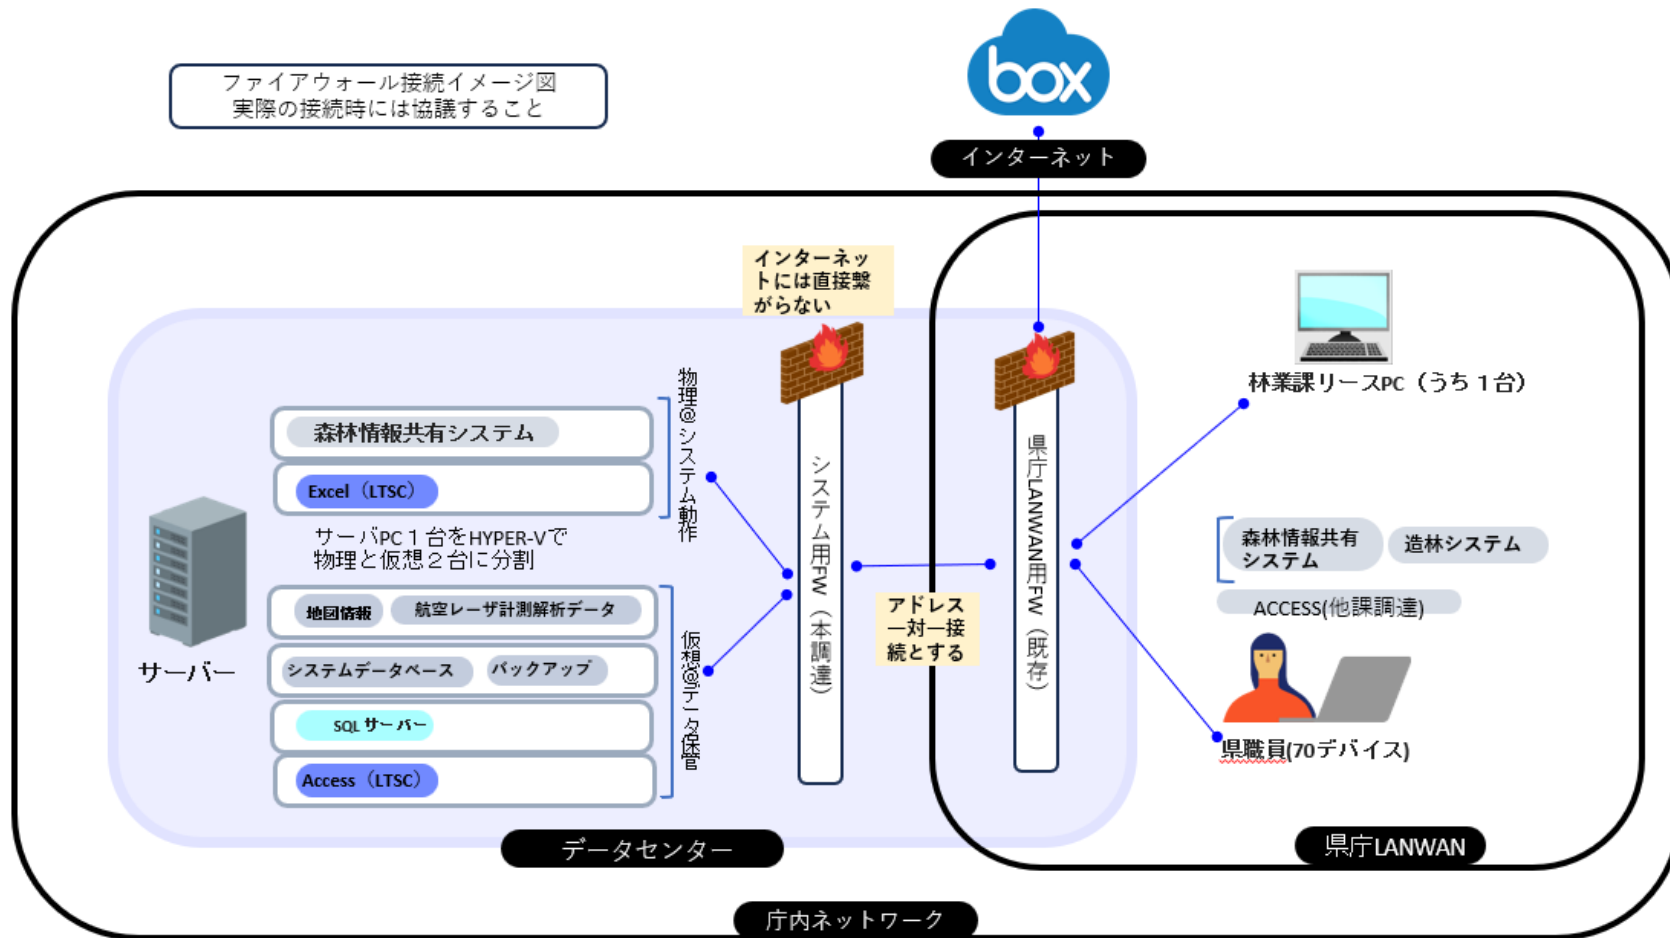 box
インターネット
ファイアウォール接続イメージ図
実際の接続時には協議すること
インターネッ
トには直接繋
がらない
森林情報共有システム
Excel（LTSC）
物理@システム動作
サーバPC１台をHYPER-Vで
物理と仮想２台に分割
地図情報
航空レーザ計測解析データ
システムデータベース
バックアップ
SQL サーバー
Access（LTSC）
仮想@データ保管
サーバー
システム用FW（本調達）
アドレス
一対一接
続とする
県庁LANWAN用FW（既存）
林業課リースPC（うち１台）
森林情報共有
システム
造林システム
ACCESS(他課調達)
県職員(70デバイス)
データセンター
県庁LANWAN
庁内ネットワーク